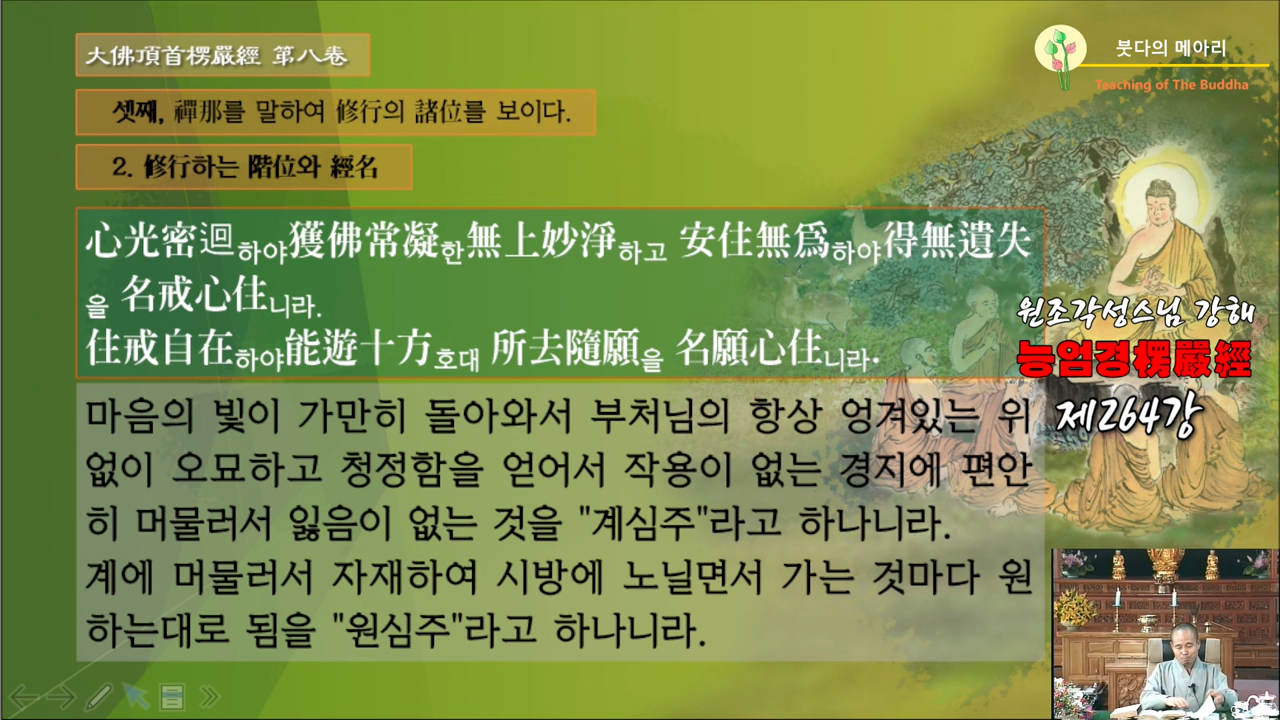 大佛頂首楞嚴經 第八卷
셋째, 禪那를 말하여 修行의 諸位를 보이다.
2. 修行하는 階位와 經名
心光密迴하야獲佛常凝한無上妙淨하고 安住無爲하야得無遺失
을 名戒心住니라.
住戒自在하야能遊十方호대 所去隨願을 名願心住니라.
마음의 빛이 가만히 돌아와서 부처님의 항상 엉겨있는 위
없이 오묘하고 청정함을 얻어서 작용이 없는 경지에 편안
히 머물러서 잃음이 없는 것을 "계심주"라고 하나니라.
계에 머물러서 자재하여 시방에 노닐면서 가는 것마다 원
하는대로 됨을 "원심주"라고 하나니라.
붓다의 메아리
Teaching of The Buddha
원조각성스님 강해
능엄경楞嚴經
제264강